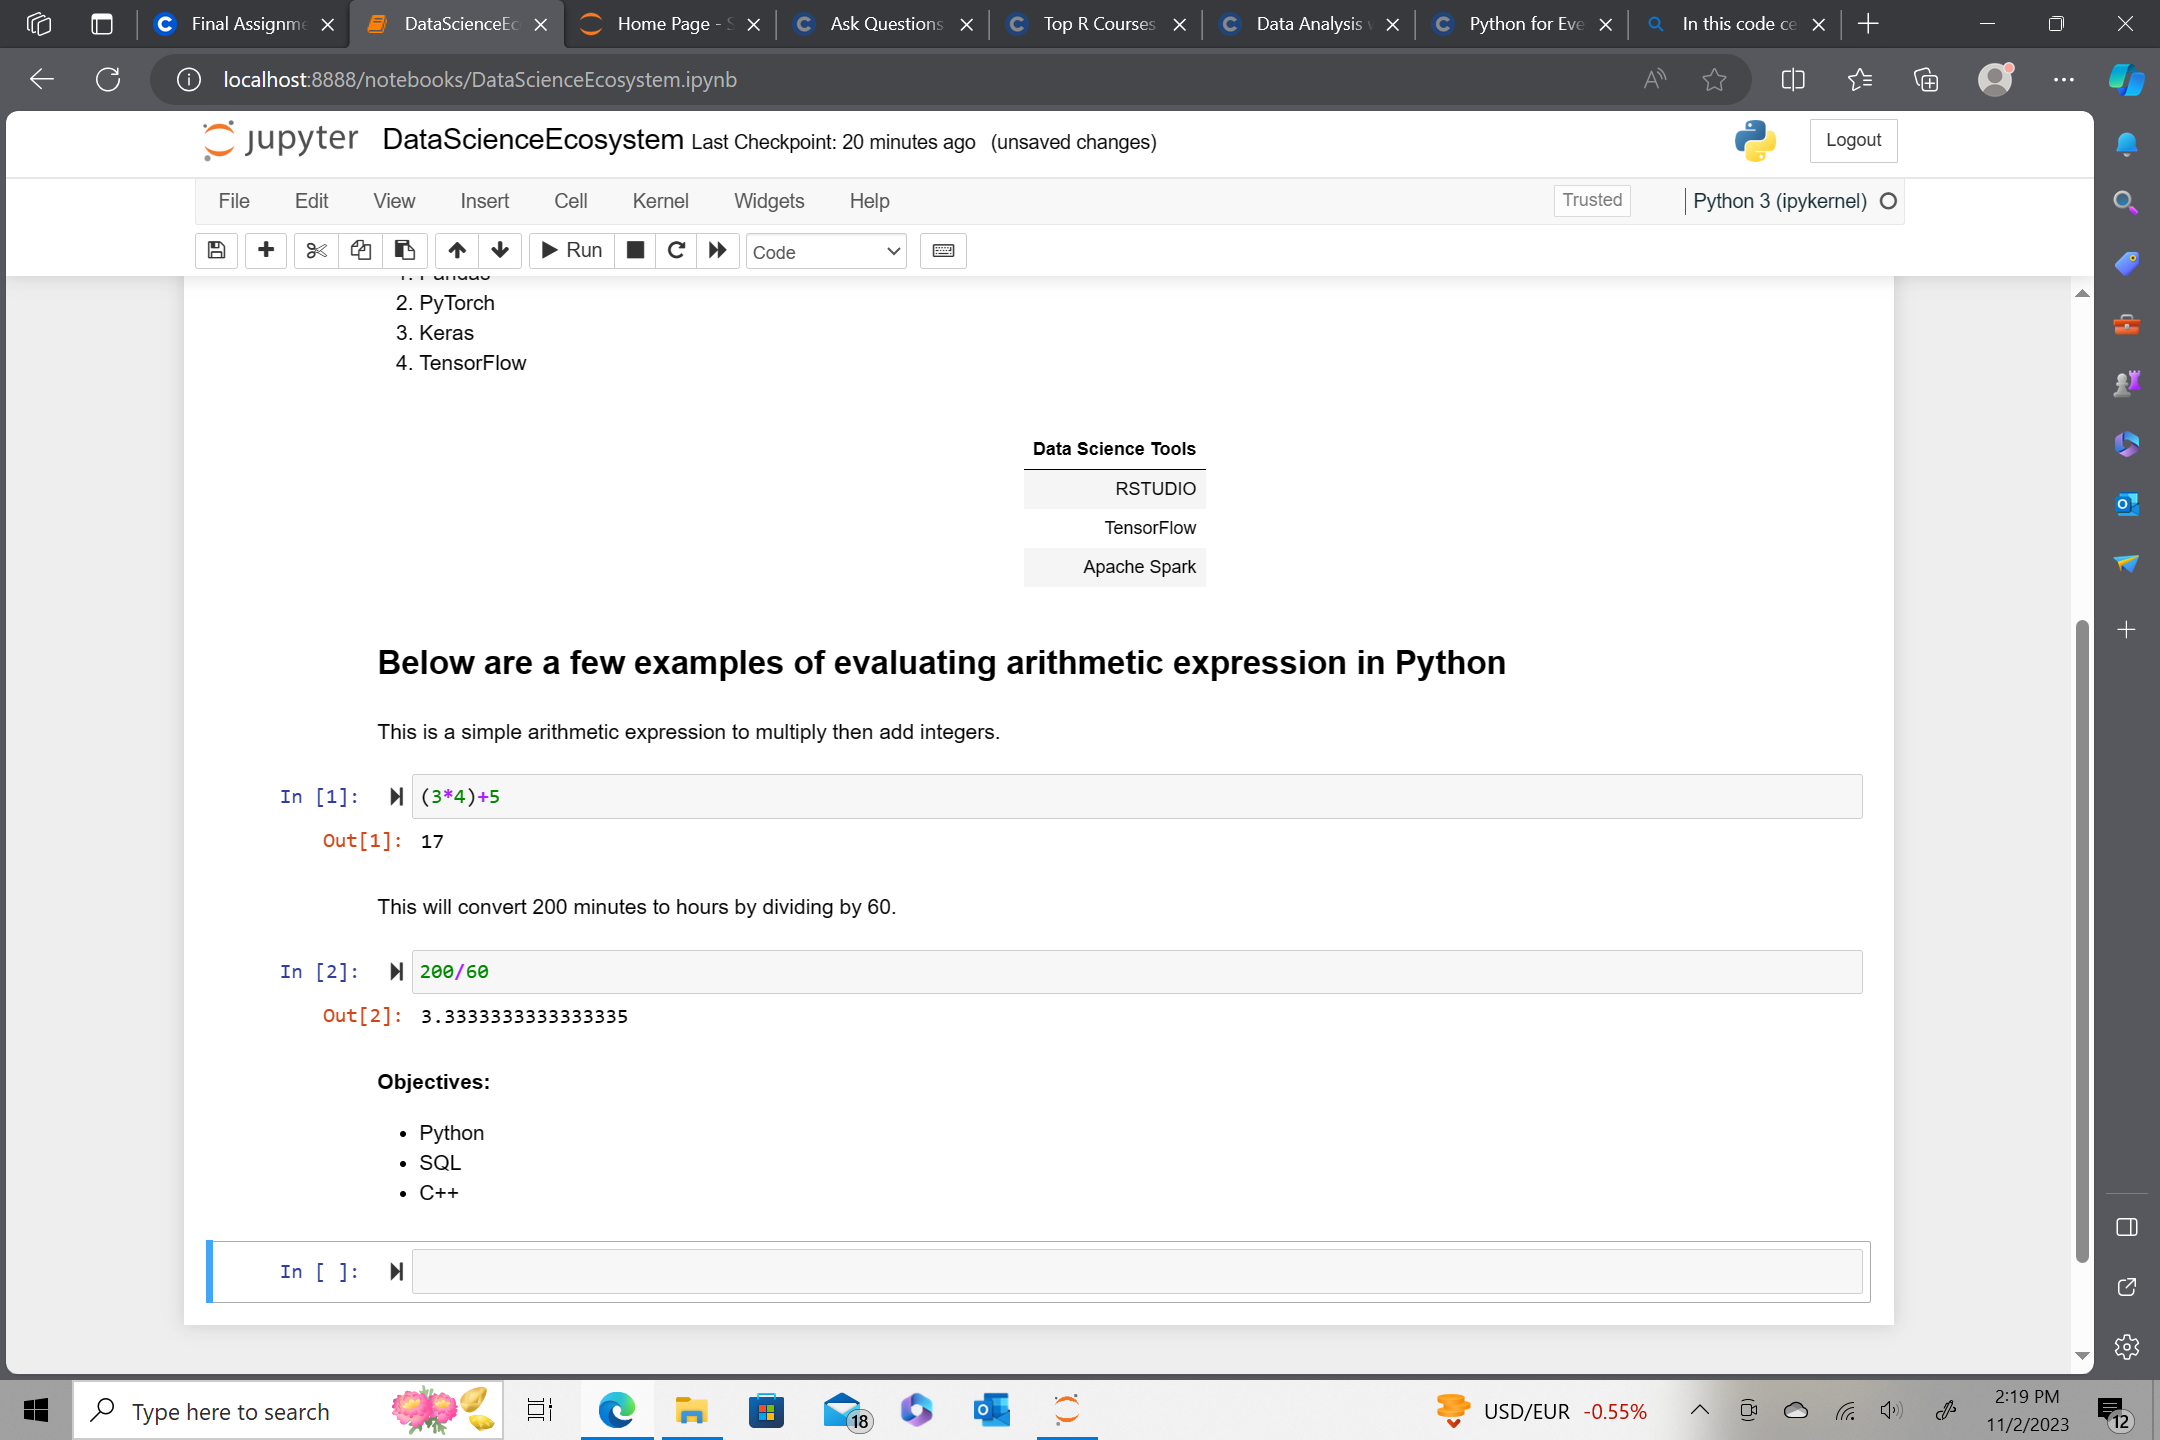 Final Assignme
DataScienceEc
Home Page - S
Ask Questions
Top R Courses
Data Analysis v
Python for Eve
In this code ce
localhost:8888/notebooks/DataScienceEcosystem.ipynb
jupyter DataScienceEcosystem Last Checkpoint: 20 minutes ago (unsaved changes)
Logout
File Edit View Insert Cell Kernel Widgets Help
Trusted
Python 3 (ipykernel)
Run
Code
1. Pandas
2. PyTorch
3. Keras
4. TensorFlow
Data Science Tools
RSTUDIO
TensorFlow
Apache Spark
Below are a few examples of evaluating arithmetic expression in Python
This is a simple arithmetic expression to multiply then add integers.
In [1]: (3*4)+5
Out[1]: 17
This will convert 200 minutes to hours by dividing by 60.
In [2]: 200/60
Out[2]: 3.3333333333333335
Objectives:
• Python
• SQL
• C++
In [ ]:
Type here to search
18
USD/EUR -0.55%
2:19 PM
11/2/2023
12